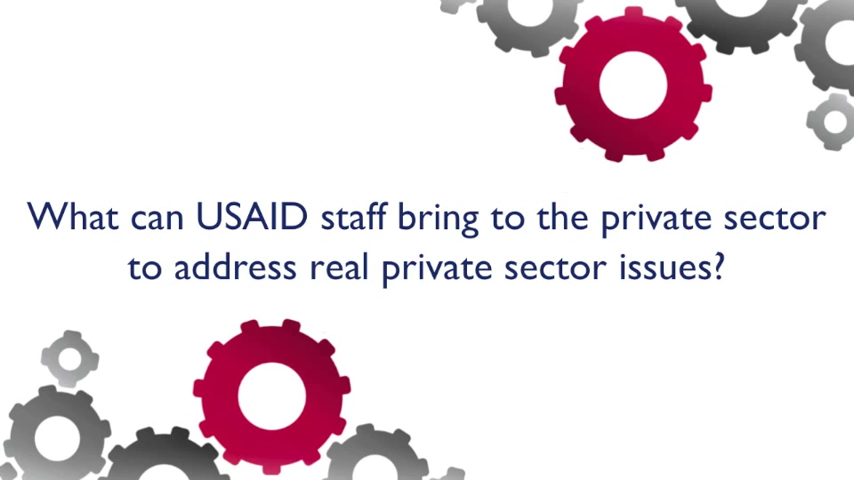 What can USAID staff bring to the private sector
to address real private sector issues?